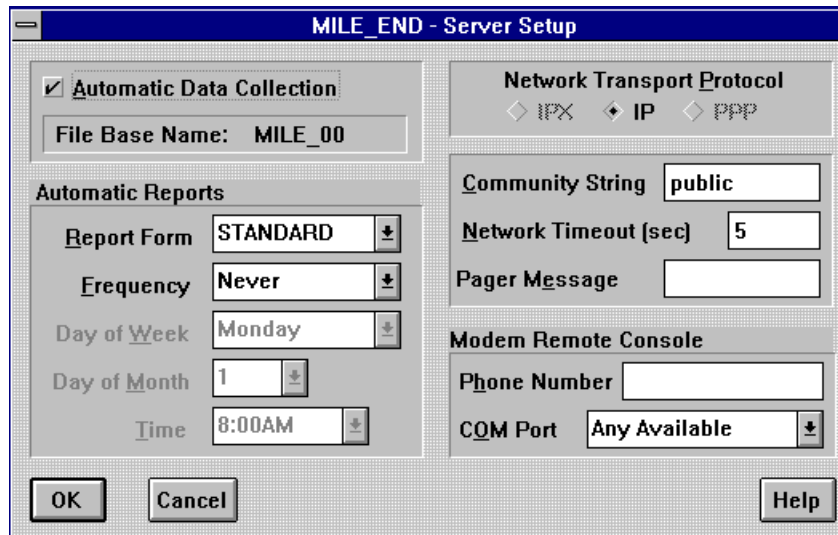 MILE_END - Server Setup
Automatic Data Collection
File Base Name: MILE_00
Automatic Reports
Report Form STANDARD
Frequency Never
Day of Week Monday
Day of Month 1
Time 8:00AM
Network Transport Protocol
IPX IP PPP
Community String public
Network Timeout (sec) 5
Pager Message
Modem Remote Console
Phone Number
COM Port Any Available
OK Cancel Help